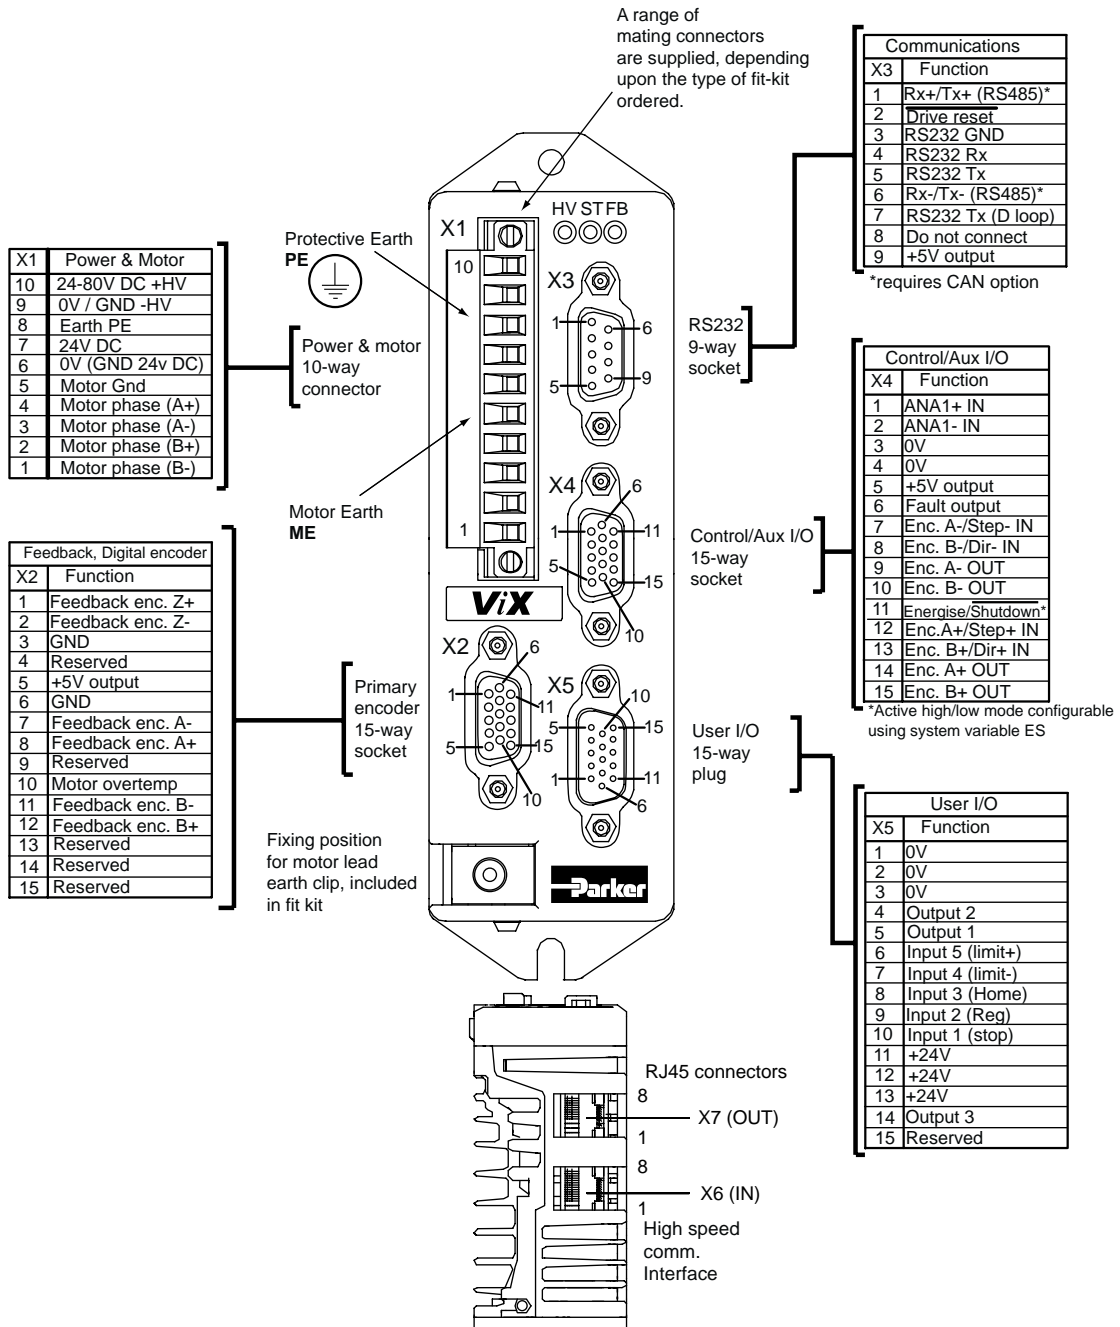 A range of
mating connectors
are supplied, depending
upon the type of fit-kit
ordered.
Communications
X3 Function
1 Rx+/Tx+ (RS485)*
2 Drive reset
3 RS232 GND
4 RS232 Rx
5 RS232 Tx
6 Rx-/Tx- (RS485)*
7 RS232 Tx (D loop)
8 Do not connect
9 +5V output
*requires CAN option
X1 Power & Motor
10 24-80V DC +HV
9 0V / GND -HV
8 Earth PE
7 24V DC
6 0V (GND 24v DC)
5 Motor Gnd
4 Motor phase (A+)
3 Motor phase (A-)
2 Motor phase (B+)
1 Motor phase (B-)
Power & motor
10-way
connector
Protective Earth
PE
Motor Earth
ME
X1
10
1
HV ST FB
X3
1
6
5
9
RS232
9-way
socket
X4
6
1
11
5
15
10
Control/Aux I/O
15-way
socket
Control/Aux I/O
X4 Function
1 ANA1+ IN
2 ANA1- IN
3 0V
4 0V
5 +5V output
6 Fault output
7 Enc. A-/Step- IN
8 Enc. B-/Dir- IN
9 Enc. A- OUT
10 Enc. B- OUT
11 Energise/Shutdown*
12 Enc.A+/Step+ IN
13 Enc. B+/Dir+ IN
14 Enc. A+ OUT
15 Enc. B+ OUT
*Active high/low mode configurable
using system variable ES
Feedback, Digital encoder
X2 Function
1 Feedback enc. Z+
2 Feedback enc. Z-
3 GND
4 Reserved
5 +5V output
6 GND
7 Feedback enc. A-
8 Feedback enc. A+
9 Reserved
10 Motor overtemp
11 Feedback enc. B-
12 Feedback enc. B+
13 Reserved
14 Reserved
15 Reserved
Primary
encoder
15-way
socket
ViX
X2
6
1
11
5
15
10
X5
10
5
15
1
11
6
User I/O
15-way
plug
User I/O
X5 Function
1 0V
2 0V
3 0V
4 Output 2
5 Output 1
6 Input 5 (limit+)
7 Input 4 (limit-)
8 Input 3 (Home)
9 Input 2 (Reg)
10 Input 1 (stop)
11 +24V
12 +24V
13 +24V
14 Output 3
15 Reserved
Fixing position
for motor lead
earth clip, included
in fit kit
Parker
RJ45 connectors
8
X7 (OUT)
1
8
X6 (IN)
1
High speed
comm.
Interface